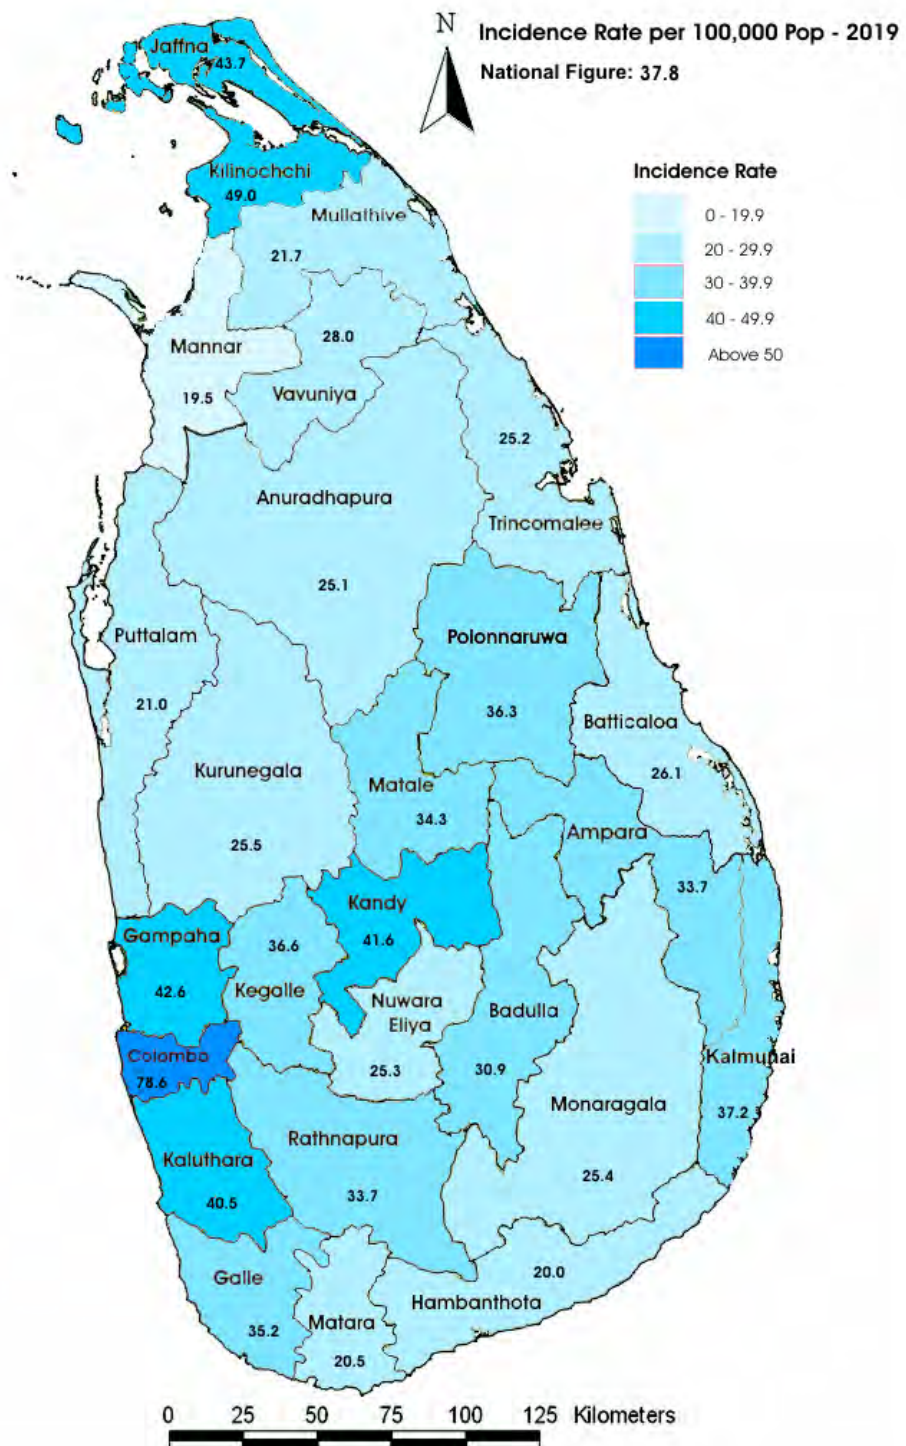 N
Incidence Rate per 100,000 Pop - 2019
National Figure: 37.8
Incidence Rate
0 - 19.9
20 - 29.9
30 - 39.9
40 - 49.9
Above 50
Jaffna
43.7
Kilinochchi
49.0
Mullathive
21.7
Mannar
19.5
28.0
Vavuniya
25.2
Trincomalee
Anuradhapura
25.1
Puttalam
21.0
Polonnaruwa
36.3
Batticaloa
26.1
Kurunegala
25.5
Matale
34.3
Ampara
33.7
Kandy
41.6
Gampaha
42.6
36.6
Kegalle
Nuwara
Eliya
25.3
Badulla
30.9
Colombo
78.6
Kalmunai
37.2
Monaragala
25.4
Rathnapura
33.7
Kaluthara
40.5
Galle
35.2
Matara
20.5
20.0
Hambanthota
0 25 50 75 100 125 Kilometers